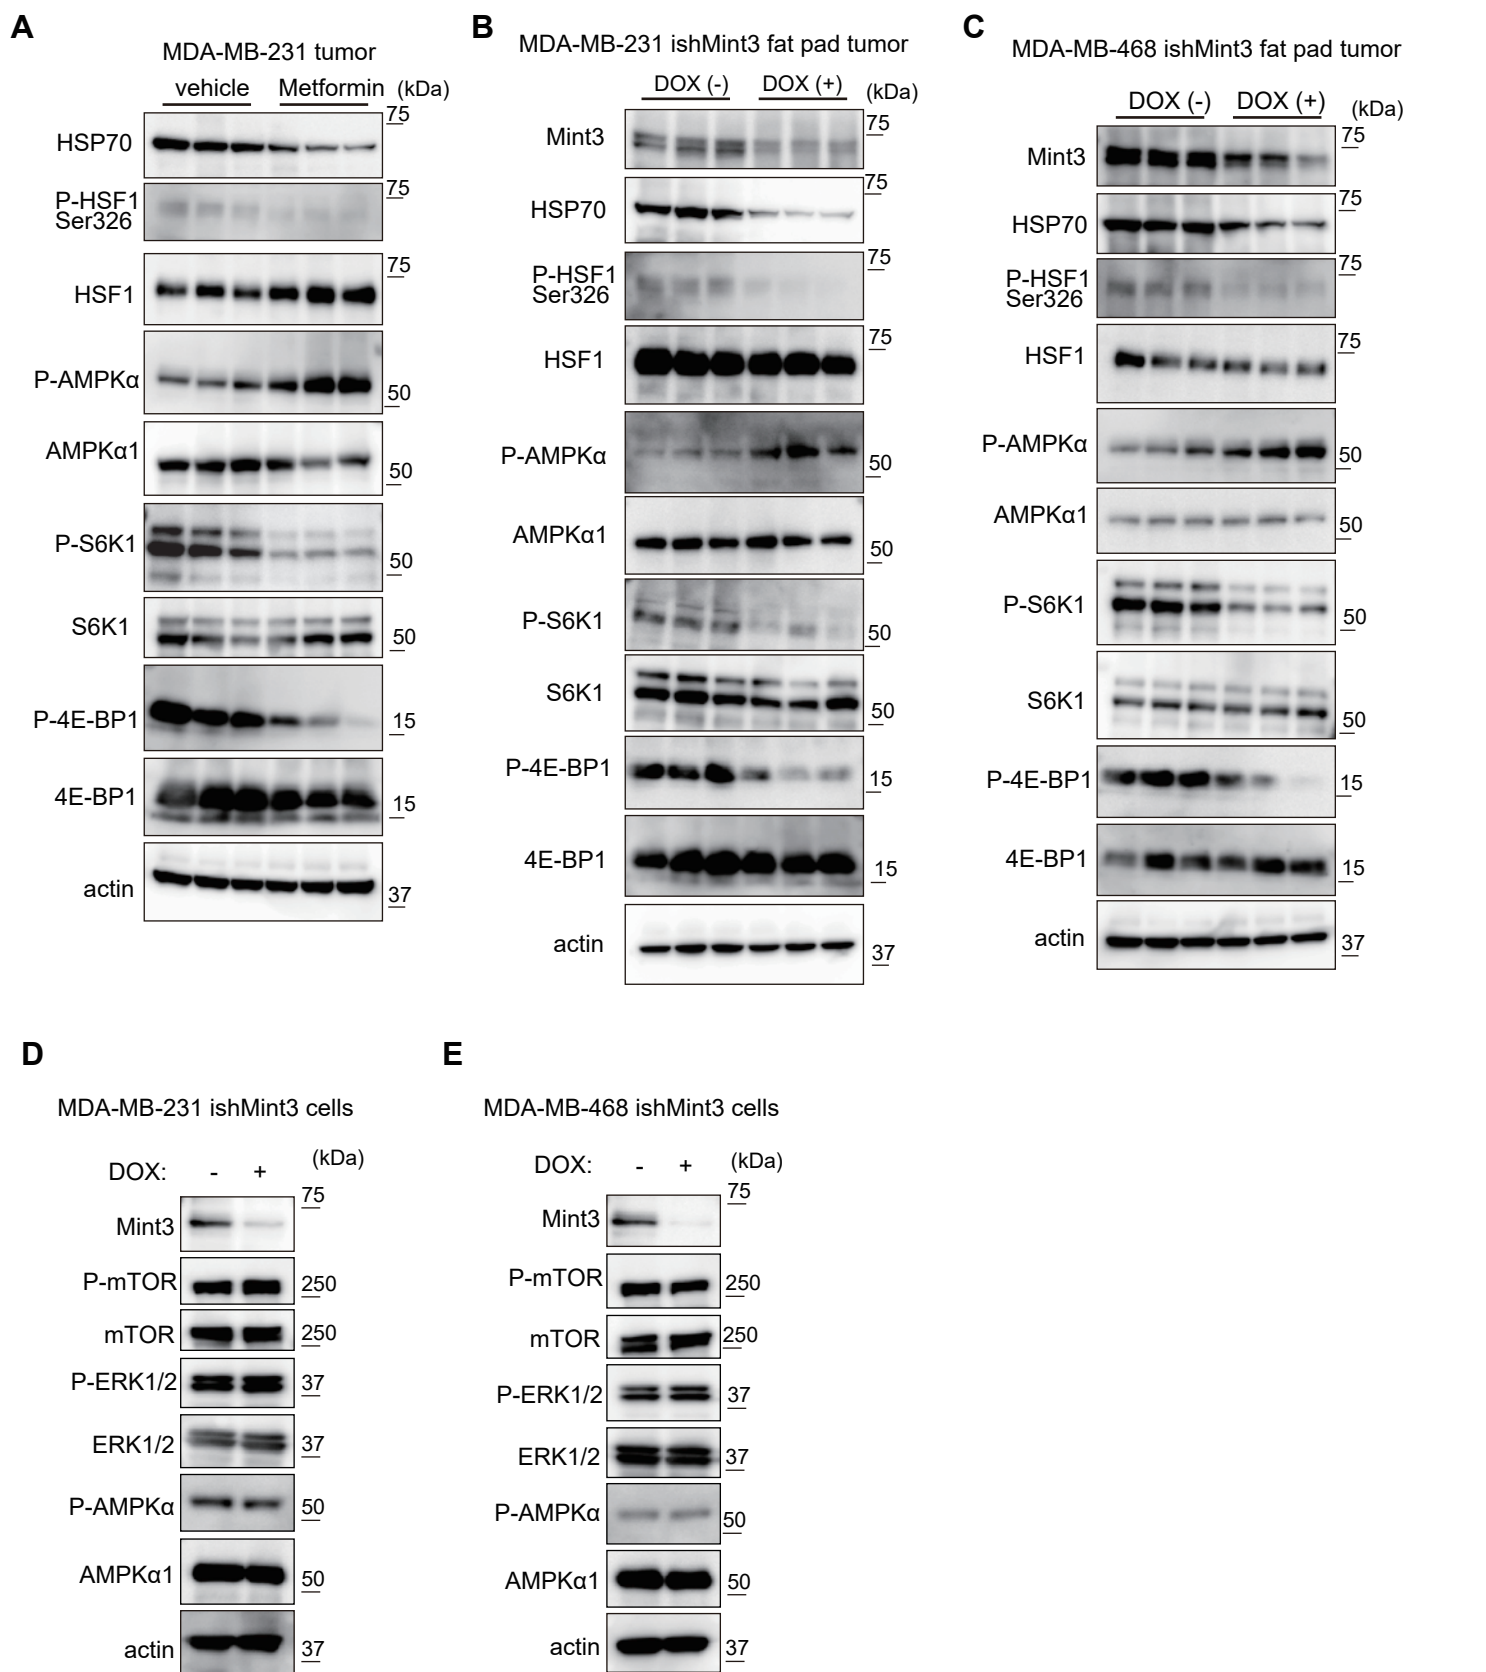 A
MDA-MB-231 tumor
vehicle Metformin (kDa)
75
HSP70
75
P-HSF1
Ser326
75
HSF1
P-AMPKα
50
AMPKα1
50
P-S6K1
50
S6K1
50
P-4E-BP1
15
4E-BP1
15
actin
37
B
MDA-MB-231 ishMint3 fat pad tumor
DOX (-) DOX (+) (kDa)
75
Mint3
75
HSP70
75
P-HSF1
Ser326
75
HSF1
P-AMPKα
50
AMPKα1
50
P-S6K1
50
S6K1
50
P-4E-BP1
15
4E-BP1
15
actin
37
C
MDA-MB-468 ishMint3 fat pad tumor
DOX (-) DOX (+) (kDa)
75
Mint3
75
HSP70
75
P-HSF1
Ser326
75
HSF1
P-AMPKα
50
AMPKα1
50
P-S6K1
50
S6K1
50
P-4E-BP1
15
4E-BP1
15
actin
37
D
MDA-MB-231 ishMint3 cells
DOX: - + (kDa)
75
Mint3
P-mTOR 250
mTOR 250
P-ERK1/2 37
ERK1/2 37
P-AMPKα 50
AMPKα1 50
actin 37
E
MDA-MB-468 ishMint3 cells
DOX: - + (kDa)
75
Mint3
P-mTOR 250
mTOR 250
P-ERK1/2 37
ERK1/2 37
P-AMPKα 50
AMPKα1 50
actin 37